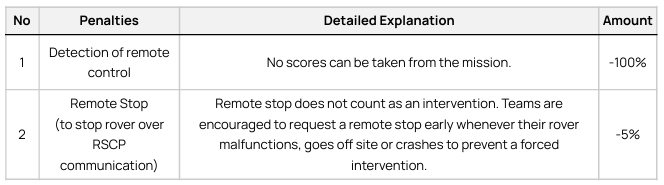 No Penalties Detailed Explanation Amount
1 Detection of remote control No scores can be taken from the mission. -100%
2 Remote Stop
(to stop rover over
RSCP
communication)
Remote stop does not count as an intervention. Teams are
encouraged to request a remote stop early whenever their rover
malfunctions, goes off site or crashes to prevent a forced
intervention.
-5%